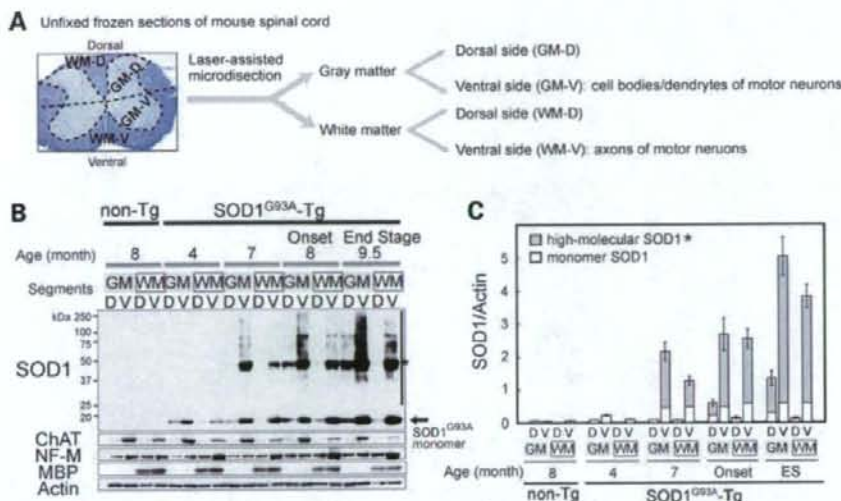 A Unfixed frozen sections of mouse spinal cord
Dorsal
WM-D
GM-D
GM-V
WM-V
Ventral
Laser-assisted
microdisection
Gray matter
White matter
Dorsal side (GM-D)
Ventral side (GM-V): cell bodies/dendrytes of motor neurons
Dorsal side (WM-D)
Ventral side (WM-V): axons of motor neruons
B
non-Tg SOD1G93A-Tg
Onset End Stage
Age (month) 8 4 7 8 9.5
Segments GM WM GM WM GM WM GM WM GM WM
D V D V D V D V D V D V D V D V D V D V
kDa 250
100
75
50
37
25
20
SOD1
SOD1G93A
monomer
ChAT
NF-M
MBP
Actin
C
high-molecular SOD1*
monomer SOD1
SOD1/Actin
5
4
3
2
1
0
D V D V D V D V D V D V D V D V D V D V
GM WM GM WM GM WM GM WM GM WM
Age (month) 8 4 7 Onset ES
non-Tg SOD1G93A-Tg